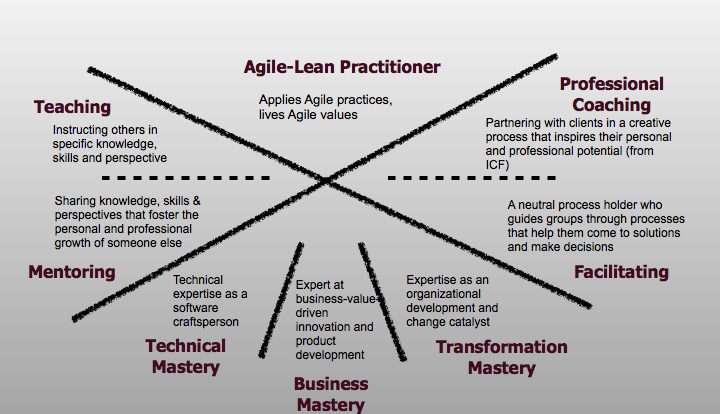 Agile-Lean Practitioner
Applies Agile practices,
lives Agile values
Teaching
Instructing others in
specific knowledge,
skills and perspective
Professional
Coaching
Partnering with clients in a creative
process that inspires their personal
and professional potential (from
ICF)
Sharing knowledge, skills &
perspectives that foster the
personal and professional
growth of someone else
Mentoring
A neutral process holder who
guides groups through processes
that help them come to solutions
and make decisions
Facilitating
Technical
expertise as a
software
craftsperson
Technical
Mastery
Expert at
business-value-
driven
innovation and
product
development
Business
Mastery
Expertise as an
organizational
development and
change catalyst
Transformation
Mastery